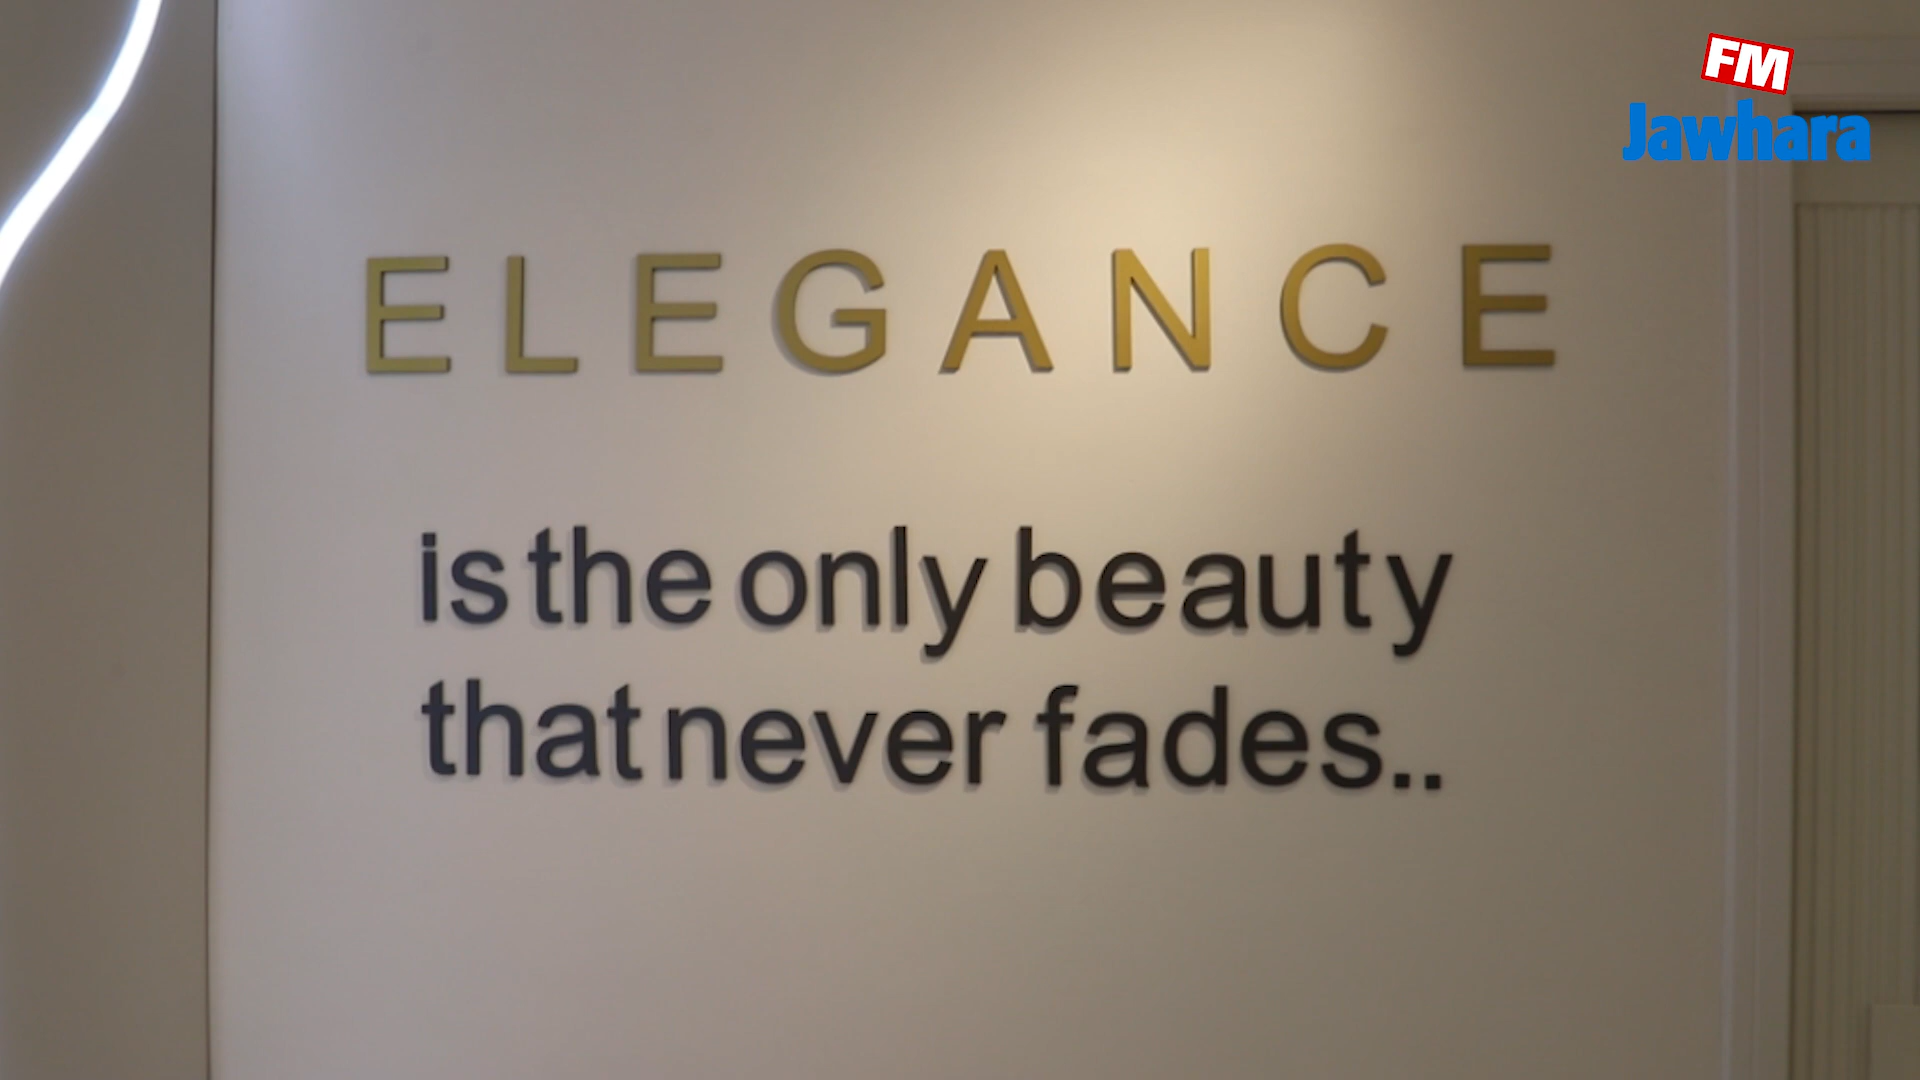 FM
Jawhara
ELEGANCE
is the only beauty
that never fades..